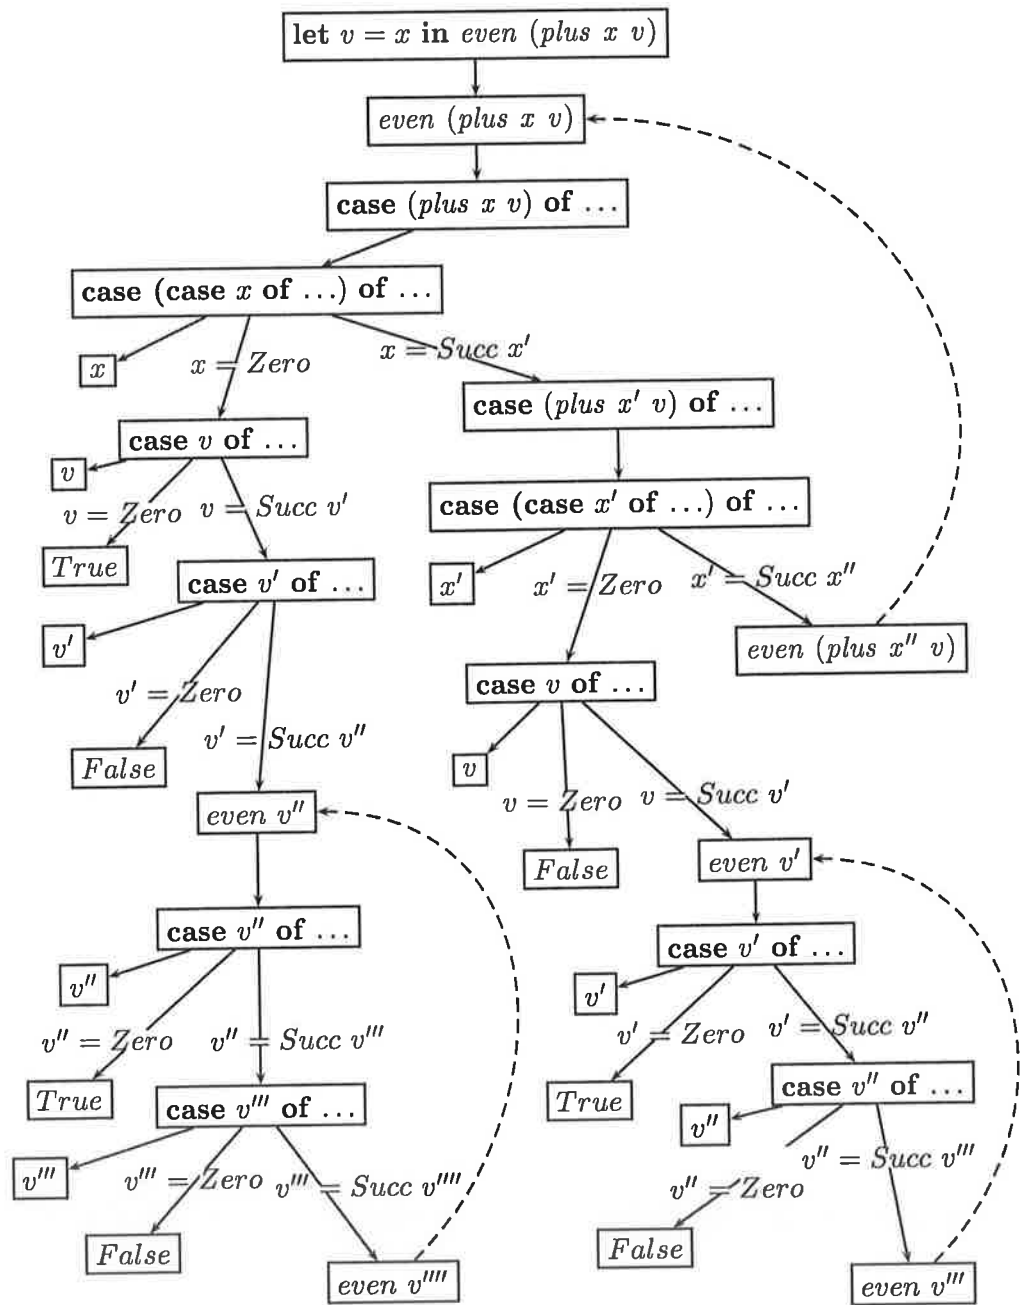 let v = x in even (plus x v)
even (plus x v)
case (plus x v) of ...
case (case x of ...) of ...
x
x = Zero
x = Succ x′
case (plus x′ v) of ...
case v of ...
v
v = Zero
v = Succ v′
case (case x′ of ...) of ...
True
case v′ of ...
x′
x′ = Zero
x′ = Succ x″
v′
even (plus x″ v)
v′ = Zero
case v of ...
v′ = Succ v″
False
v
v = Zero
v = Succ v′
even v″
False
even v′
case v″ of ...
case v′ of ...
v″
v′
v″ = Zero
v″ = Succ v‴
v′ = Zero
v′ = Succ v″
True
case v‴ of ...
True
case v″ of ...
v″
v‴
v‴ = Zero
v‴ = Succ v⁗
v″ = Succ v‴
v″ = Zero
False
False
even v⁗
even v‴